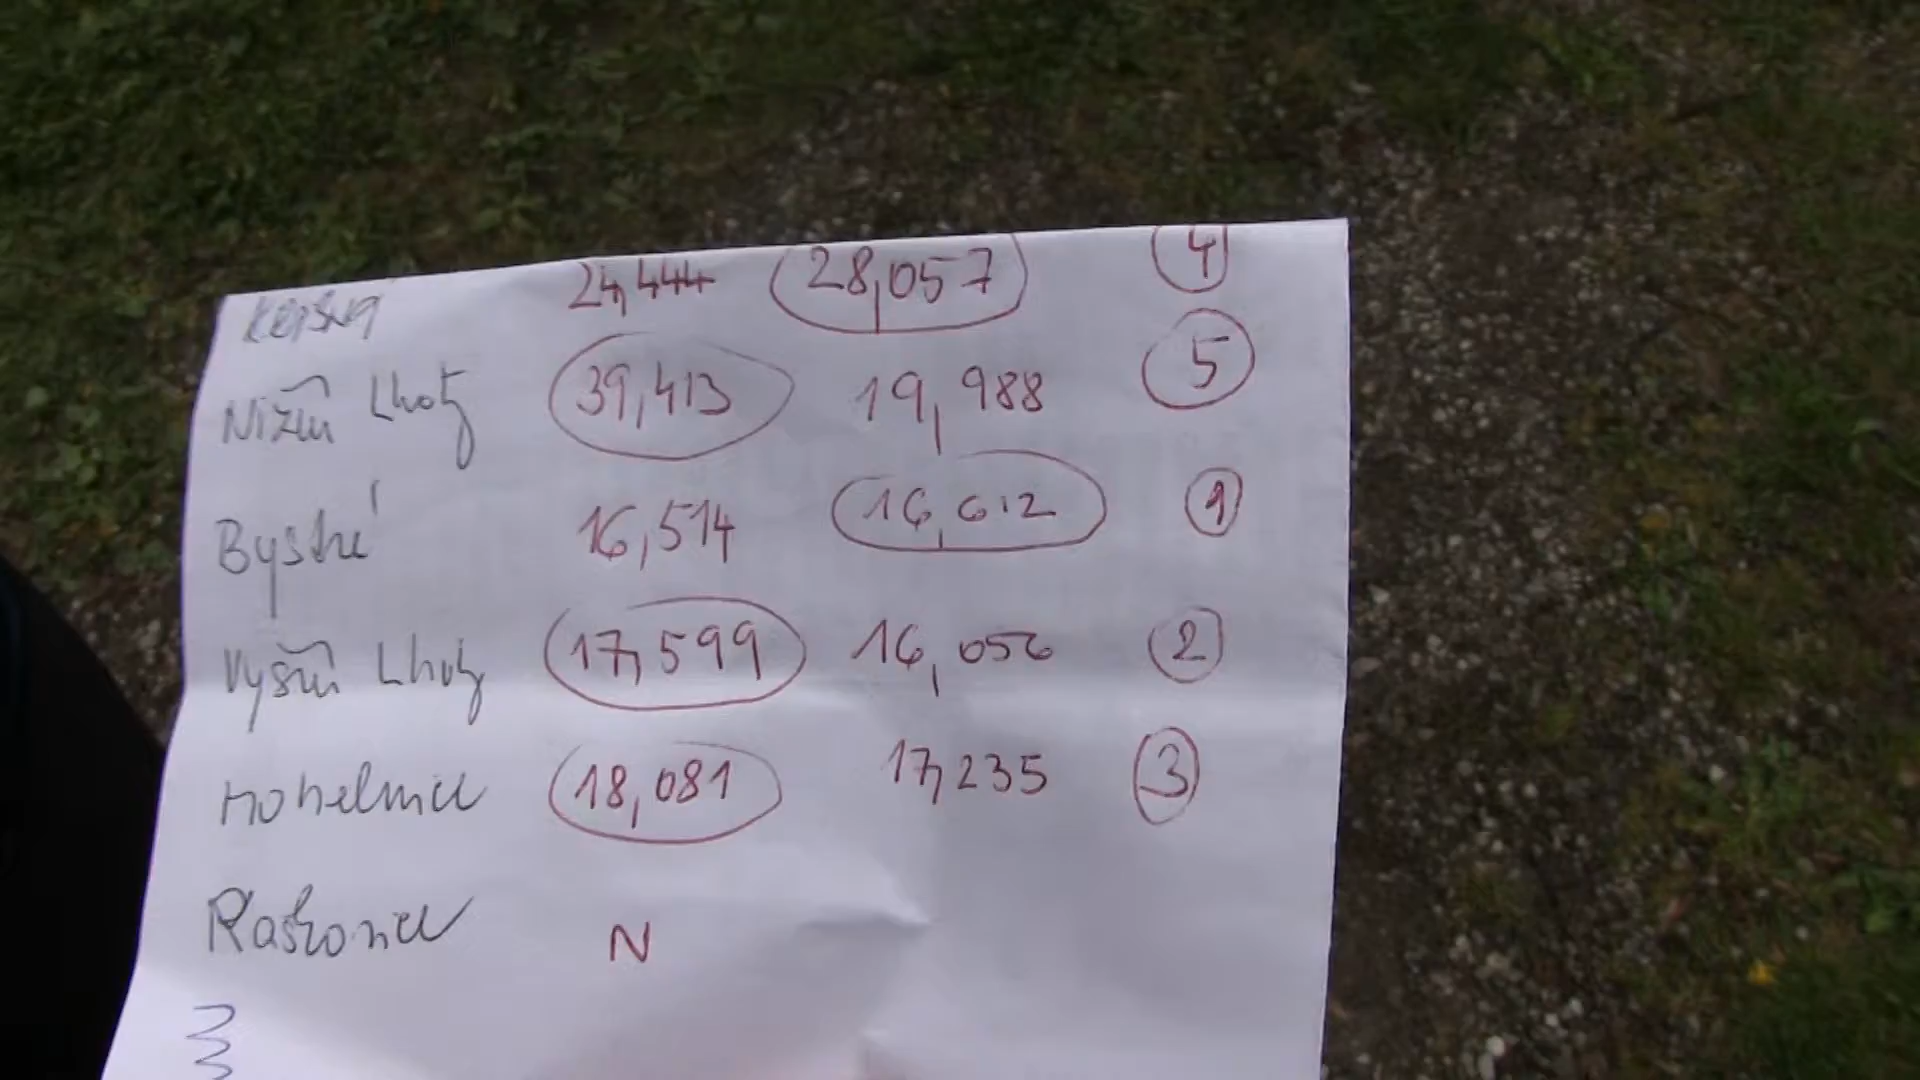 24,444 28,057 4
Nižní Lhoty 39,413 19,988 5
Bystré 16,514 16,612 1
Vyšní Lhoty 17,599 16,056 2
Mohelnice 18,081 17,235 3
Raškovice N